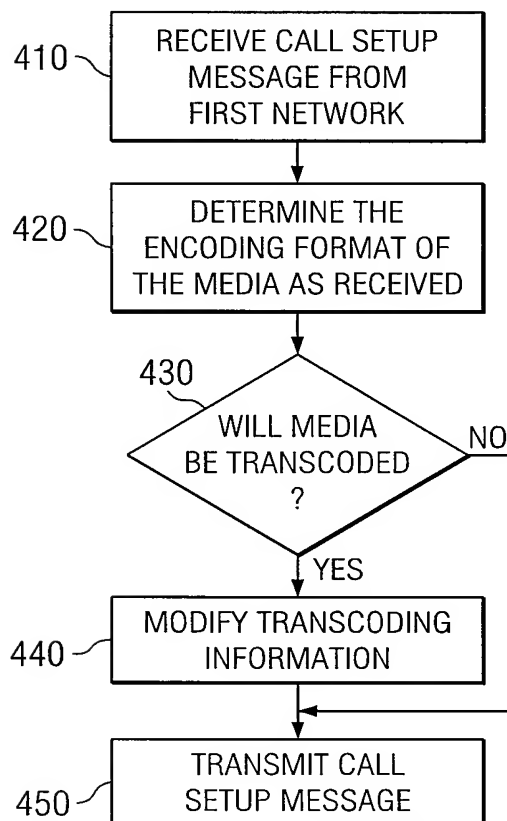 410
RECEIVE CALL SETUP
MESSAGE FROM
FIRST NETWORK
420
DETERMINE THE
ENCODING FORMAT OF
THE MEDIA AS RECEIVED
430
WILL MEDIA
BE TRANSCODED
?
NO
YES
440
MODIFY TRANSCODING
INFORMATION
450
TRANSMIT CALL
SETUP MESSAGE